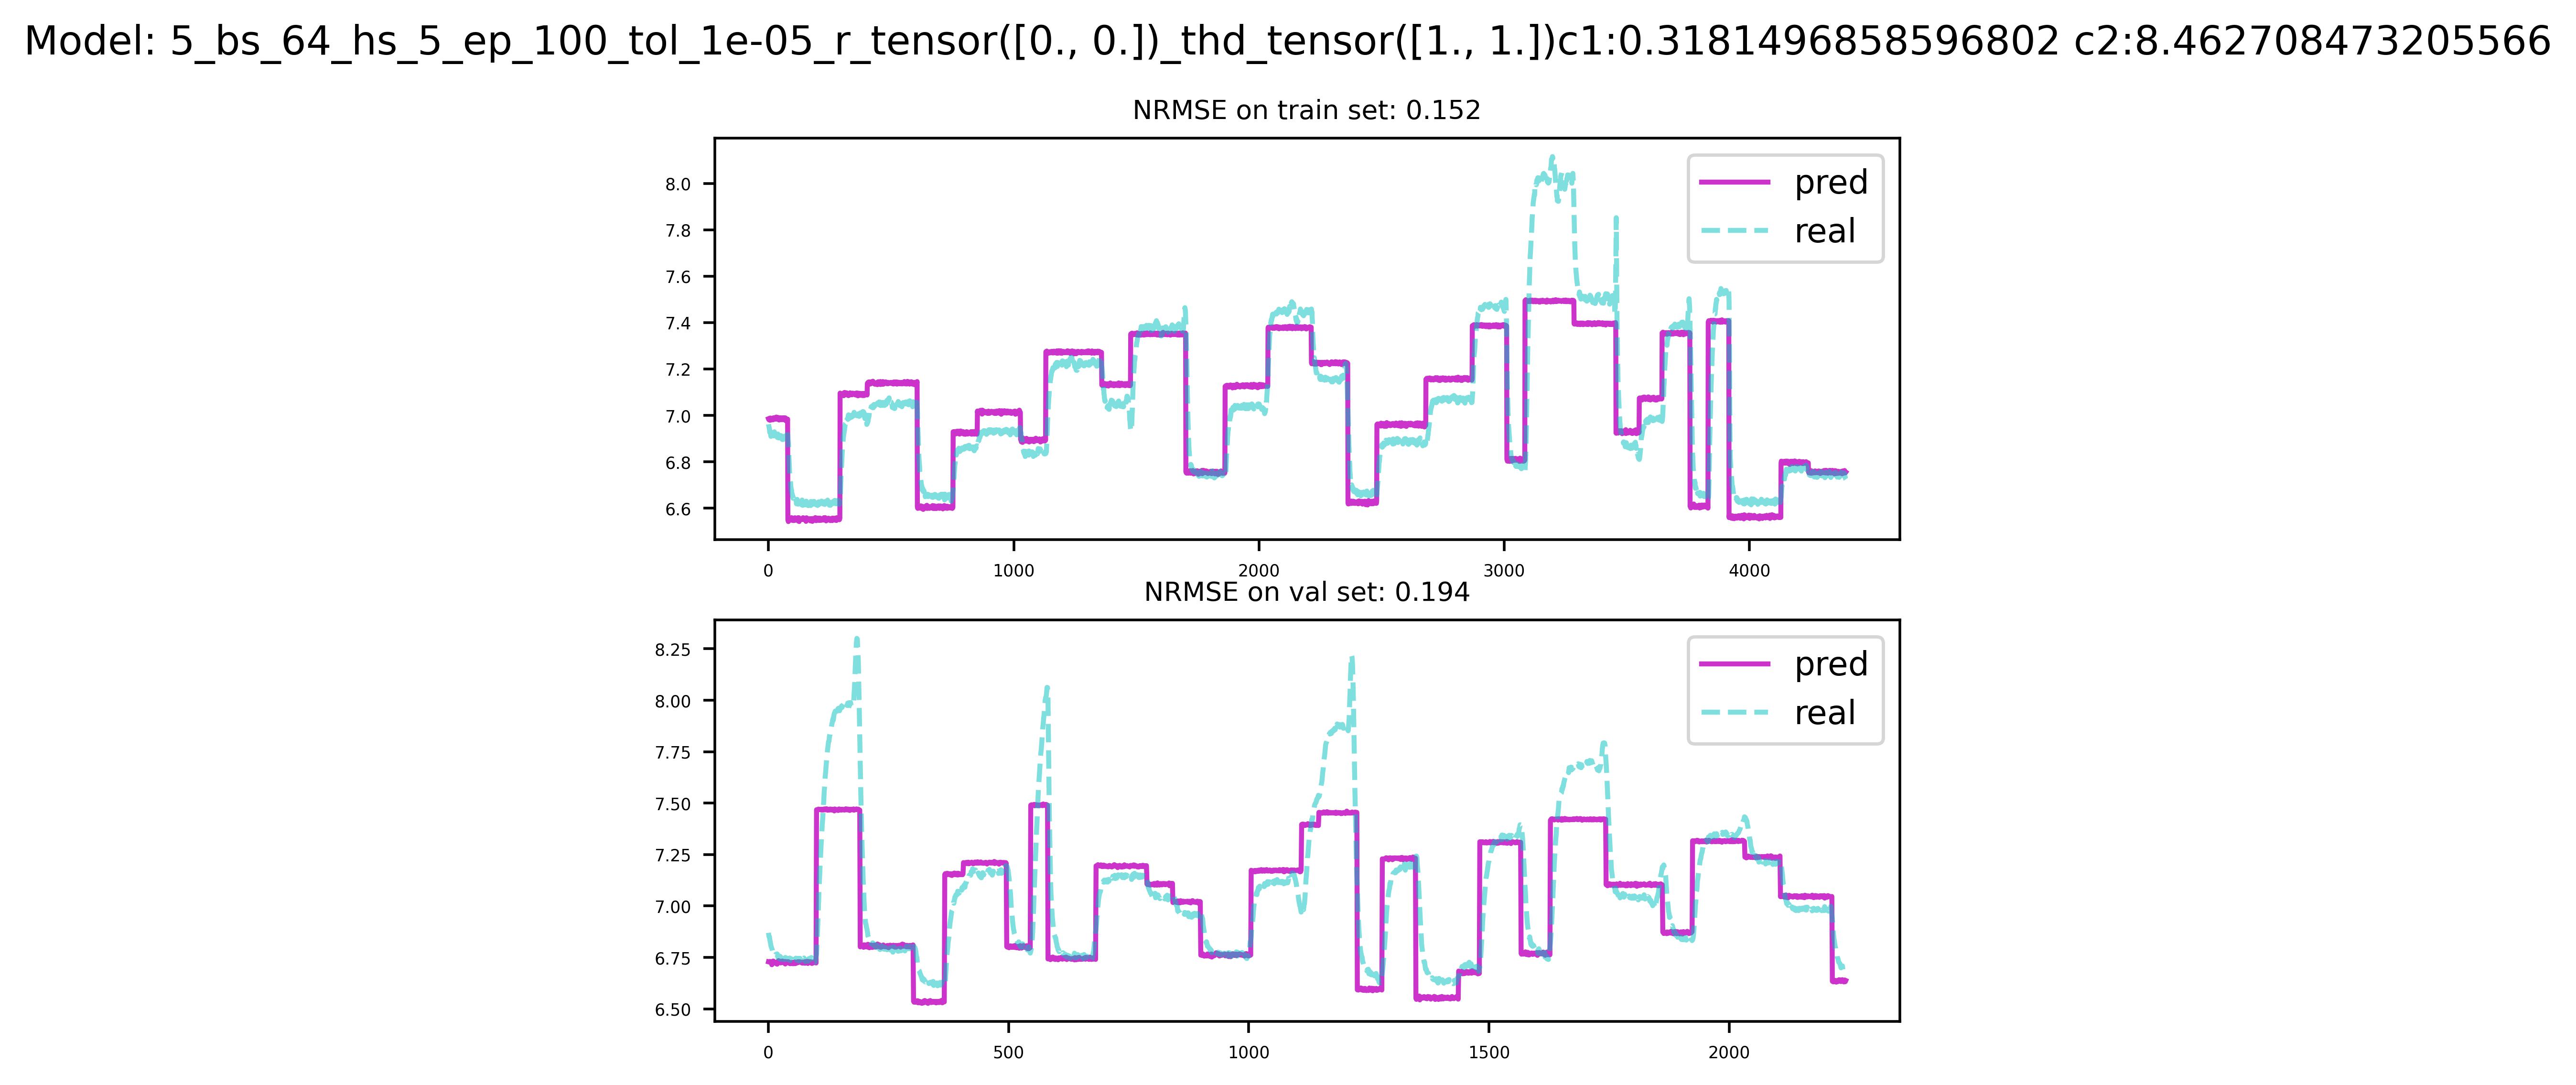 Model: 5_bs_64_hs_5_ep_100_tol_1e-05_r_tensor([0., 0.])_thd_tensor([1., 1.])c1:0.3181496858596802 c2:8.462708473205566
NRMSE on train set: 0.152
8.0
7.8
7.6
7.4
7.2
7.0
6.8
6.6
pred
real
0 1000 2000 3000 4000
NRMSE on val set: 0.194
8.25
8.00
7.75
7.50
7.25
7.00
6.75
6.50
pred
real
0 500 1000 1500 2000